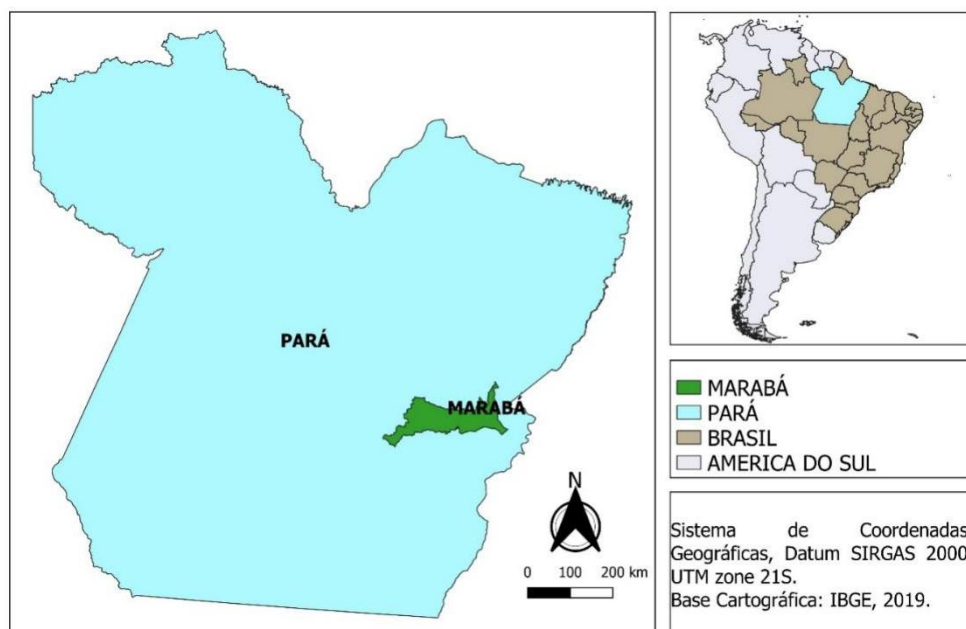 PARÁ
MARABÁ
N
0 100 200 km
MARABÁ
PARÁ
BRASIL
AMERICA DO SUL
Sistema de Coordenadas
Geográficas, Datum SIRGAS 2000
UTM zone 21S.
Base Cartográfica: IBGE, 2019.